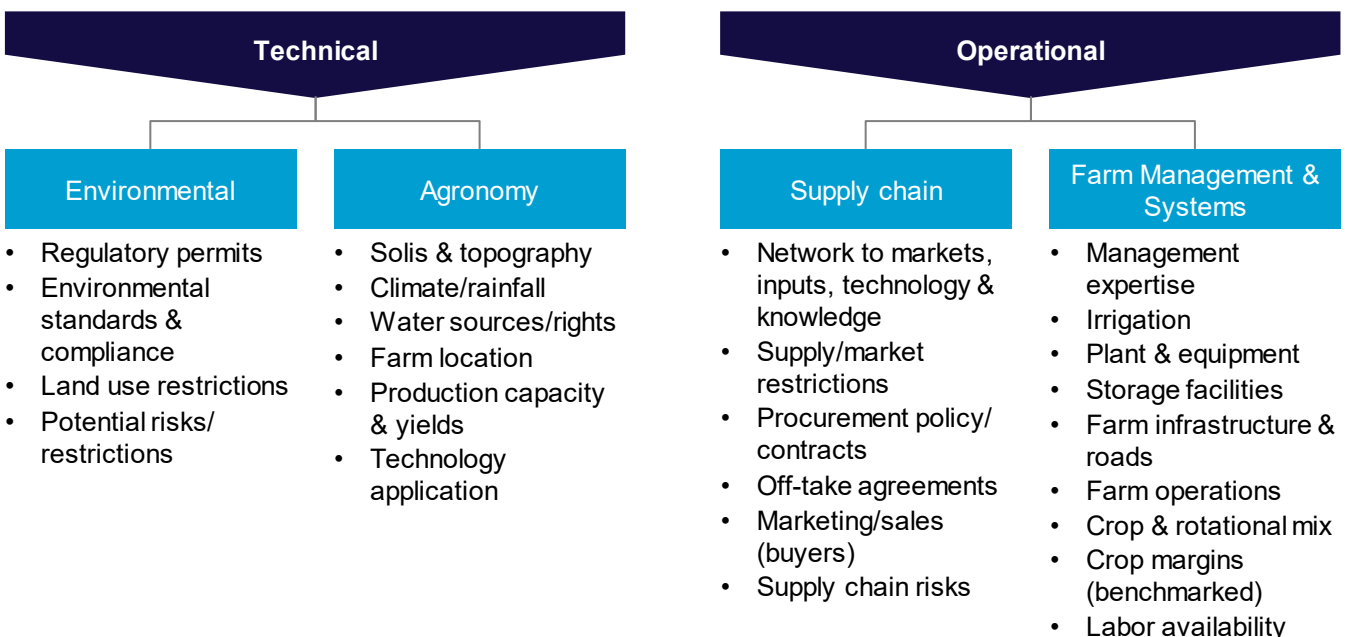 Technical
Environmental
• Regulatory permits
• Environmental
standards &
compliance
• Land use restrictions
• Potential risks/
restrictions
Agronomy
• Solis & topography
• Climate/rainfall
• Water sources/rights
• Farm location
• Production capacity
& yields
• Technology
application
Operational
Supply chain
• Network to markets,
inputs, technology &
knowledge
• Supply/market
restrictions
• Procurement policy/
contracts
• Off-take agreements
• Marketing/sales
(buyers)
• Supply chain risks
Farm Management &
Systems
• Management
expertise
• Irrigation
• Plant & equipment
• Storage facilities
• Farm infrastructure &
roads
• Farm operations
• Crop & rotational mix
• Crop margins
(benchmarked)
• Labor availability